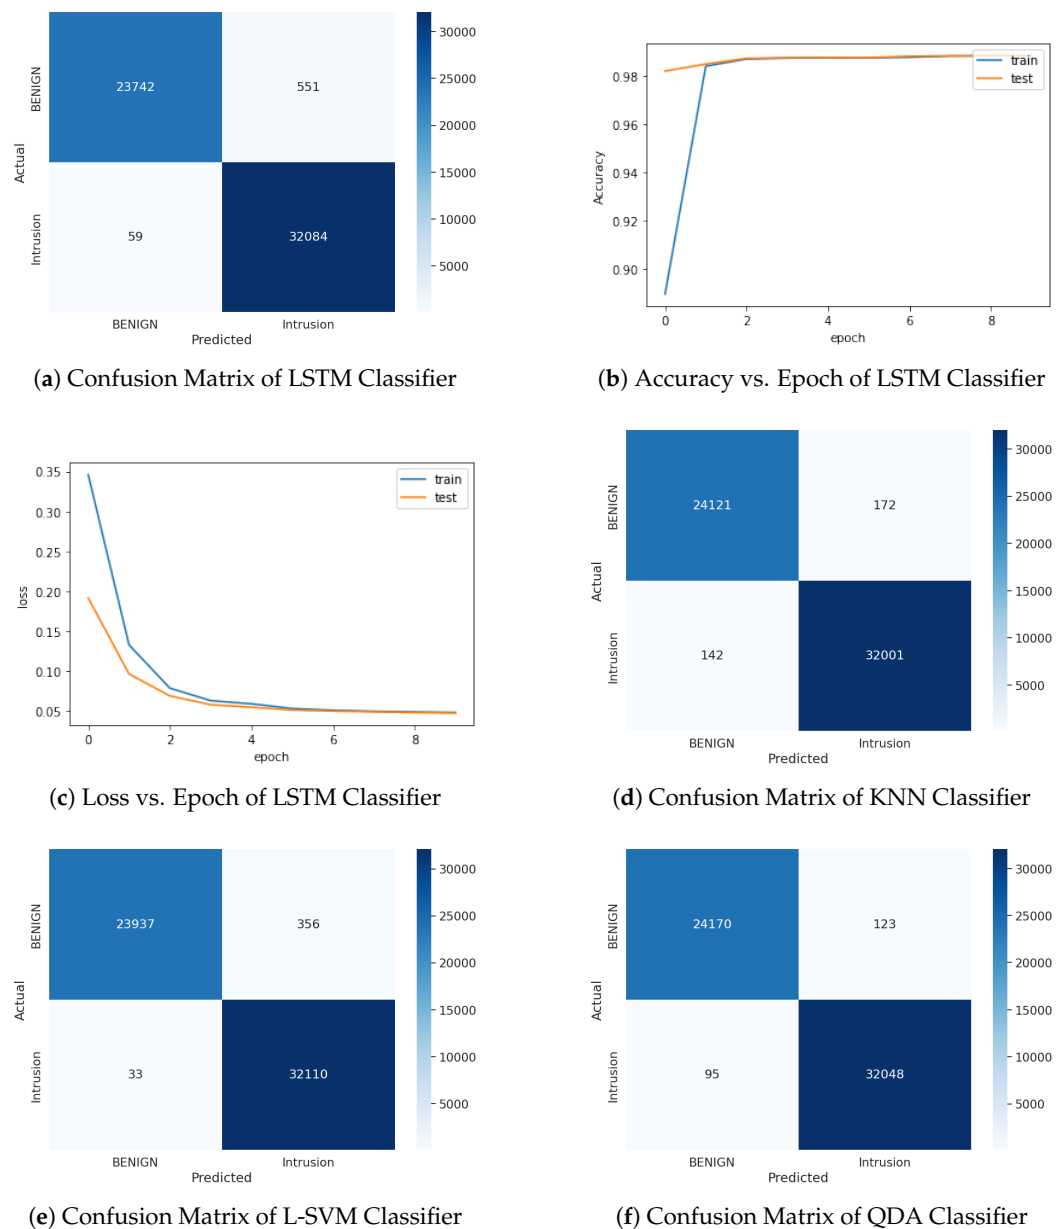 30000
25000
20000
15000
10000
5000
BENIGN
Intrusion
Actual
23742
551
59
32084
BENIGN
Intrusion
Predicted
(a) Confusion Matrix of LSTM Classifier
train
test
0.98
0.96
0.94
0.92
0.90
Accuracy
0
2
4
6
8
epoch
(b) Accuracy vs. Epoch of LSTM Classifier
train
test
0.35
0.30
0.25
0.20
0.15
0.10
0.05
loss
0
2
4
6
8
epoch
(c) Loss vs. Epoch of LSTM Classifier
30000
25000
20000
15000
10000
5000
BENIGN
Intrusion
Actual
24121
172
142
32001
BENIGN
Intrusion
Predicted
(d) Confusion Matrix of KNN Classifier
30000
25000
20000
15000
10000
5000
BENIGN
Intrusion
Actual
23937
356
33
32110
BENIGN
Intrusion
Predicted
(e) Confusion Matrix of L-SVM Classifier
30000
25000
20000
15000
10000
5000
BENIGN
Intrusion
Actual
24170
123
95
32048
BENIGN
Intrusion
Predicted
(f) Confusion Matrix of QDA Classifier